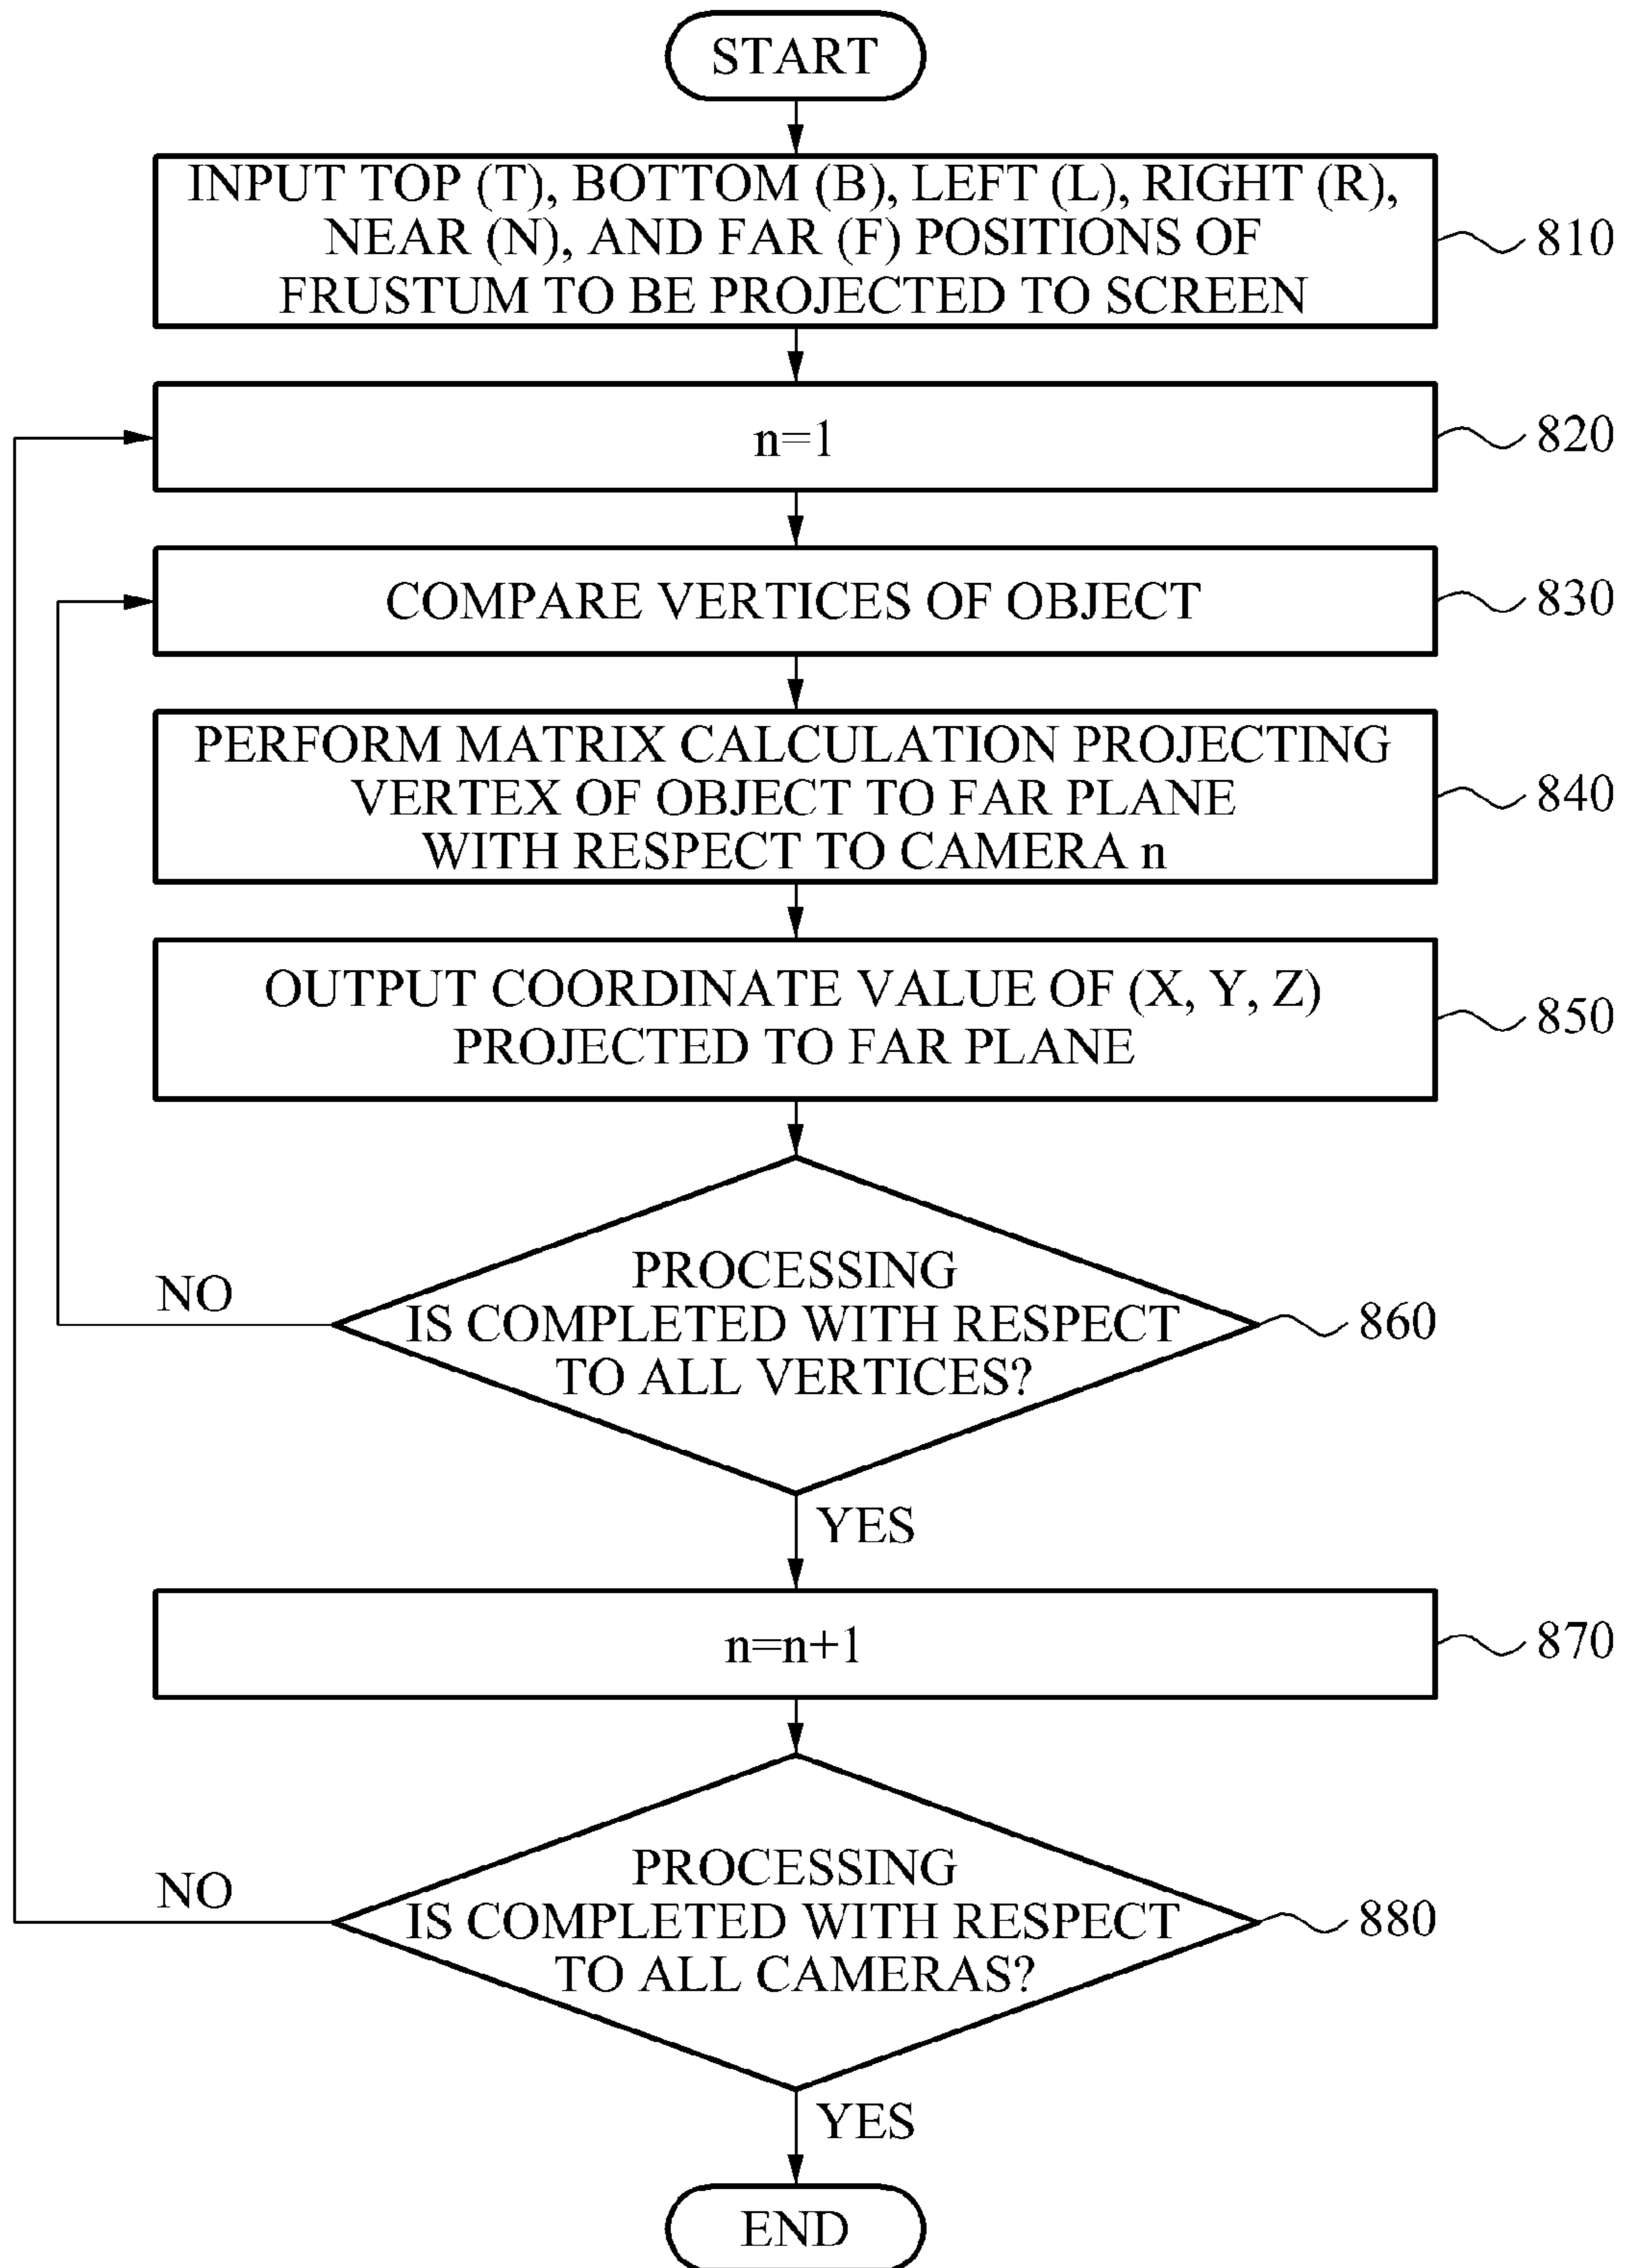 START
INPUT TOP (T), BOTTOM (B), LEFT (L), RIGHT (R),
NEAR (N), AND FAR (F) POSITIONS OF
FRUSTUM TO BE PROJECTED TO SCREEN
810
n=1
820
COMPARE VERTICES OF OBJECT
830
PERFORM MATRIX CALCULATION PROJECTING
VERTEX OF OBJECT TO FAR PLANE
WITH RESPECT TO CAMERA n
840
OUTPUT COORDINATE VALUE OF (X, Y, Z)
PROJECTED TO FAR PLANE
850
PROCESSING
IS COMPLETED WITH RESPECT
TO ALL VERTICES?
860
NO
YES
n=n+1
870
PROCESSING
IS COMPLETED WITH RESPECT
TO ALL CAMERAS?
880
NO
YES
END